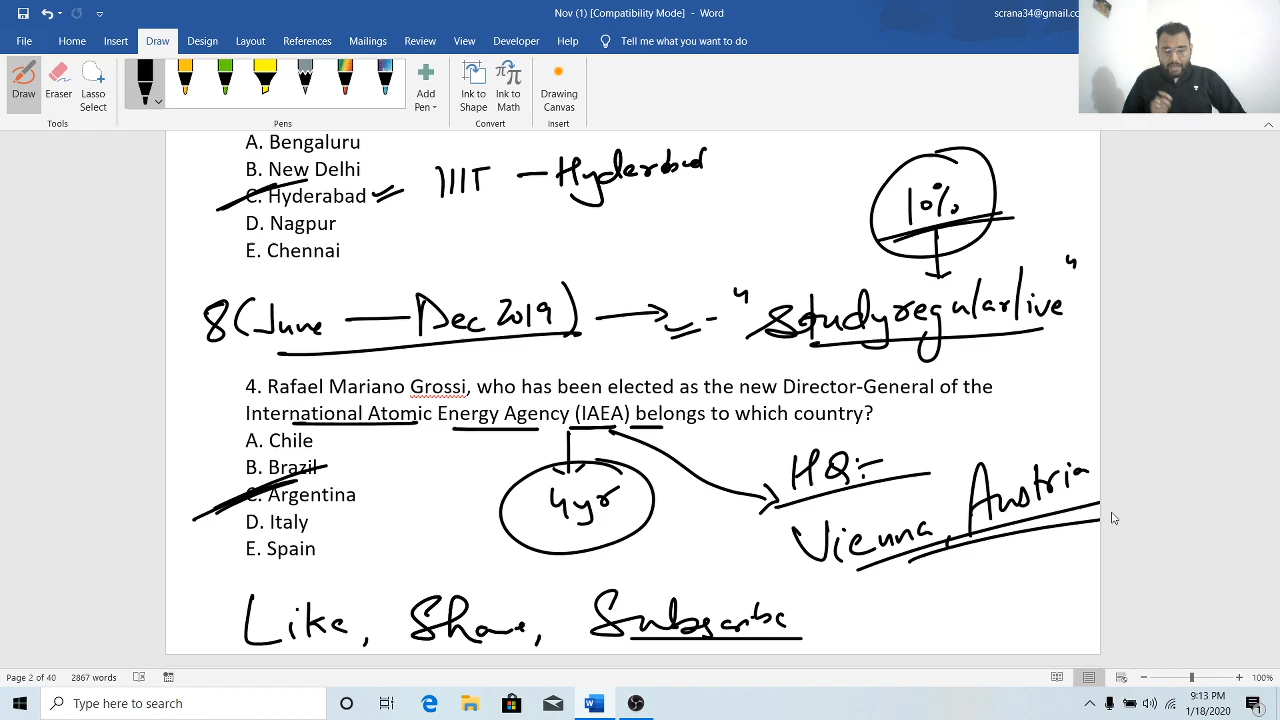 Nov (1) [Compatibility Mode] - Word
scrana34@gmail.co
File Home Insert Draw Design Layout References Mailings Review View Developer Help Tell me what you want to do
Draw Eraser Lasso Select Add Pen Ink to Shape Ink to Math Drawing Canvas
Tools Pens Convert Insert
A. Bengaluru
B. New Delhi
C. Hyderabad IIIT - Hyderabad
D. Nagpur
E. Chennai
10%
8 (June — Dec 2019) → - "studyregularlive"
4. Rafael Mariano Grossi, who has been elected as the new Director-General of the
International Atomic Energy Agency (IAEA) belongs to which country?
A. Chile
B. Brazil
C. Argentina
D. Italy
E. Spain
4yr
HQ:-
Vienna, Austria
Like, Share, Subscribe
Page 2 of 40 2867 words 100%
Type here to search
9:13 PM
1/18/2020